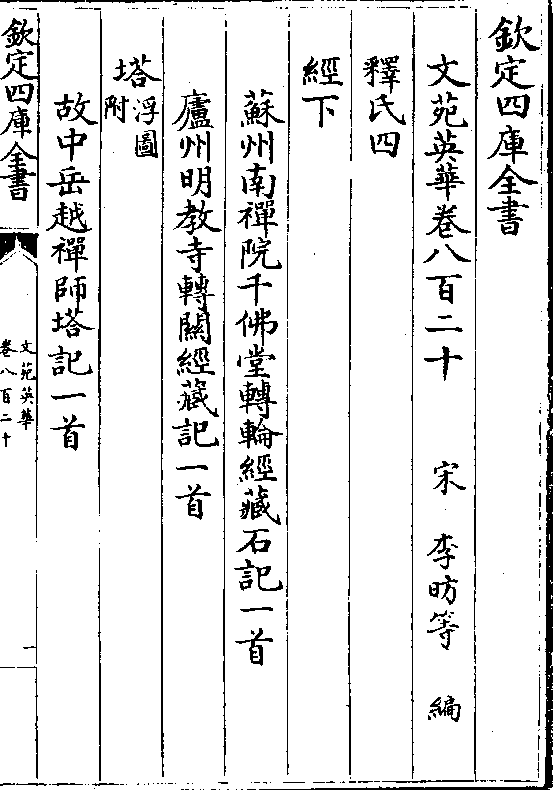 欽定四庫全書
文苑英華卷八百二十 宋 李昉等 編
釋氏四
經下
蘇州南禪院千佛堂轉輪經藏石記一首
廬州明教寺轉關經藏記一首
塔浮圖附
故中岳越禪師塔記一首
欽定四庫全書
文苑英華
卷八百二十
一